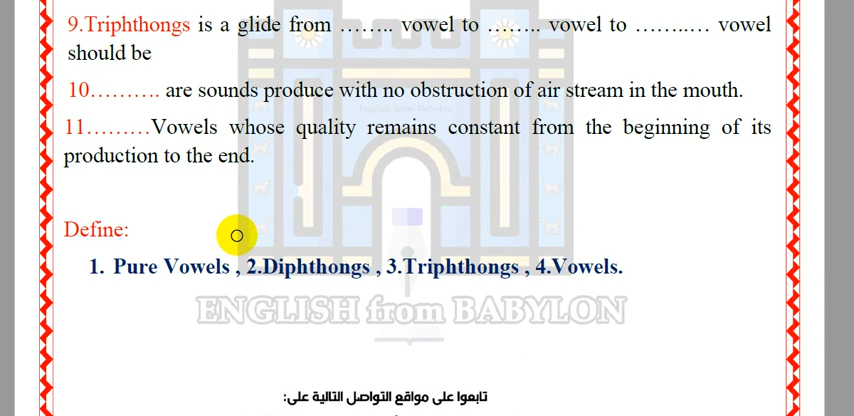 9.Triphthongs is a glide from …….. vowel to …….. vowel to …….… vowel
should be
10………. are sounds produce with no obstruction of air stream in the mouth.
11………Vowels whose quality remains constant from the beginning of its
production to the end.
Define:
1. Pure Vowels , 2.Diphthongs , 3.Triphthongs , 4.Vowels.
ENGLISH from BABYLON
تابعوا على مواقع التواصل التالية على: